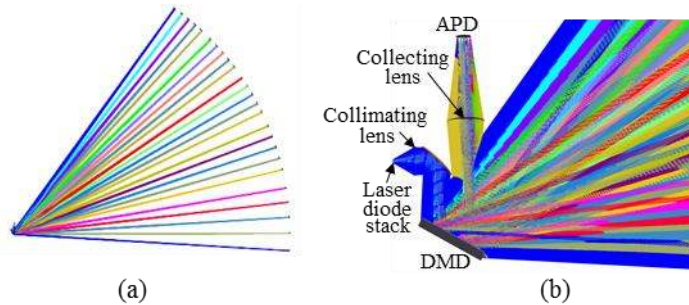 APD
Collecting
lens
Collimating
lens
Laser
diode
stack
DMD
(a)
(b)